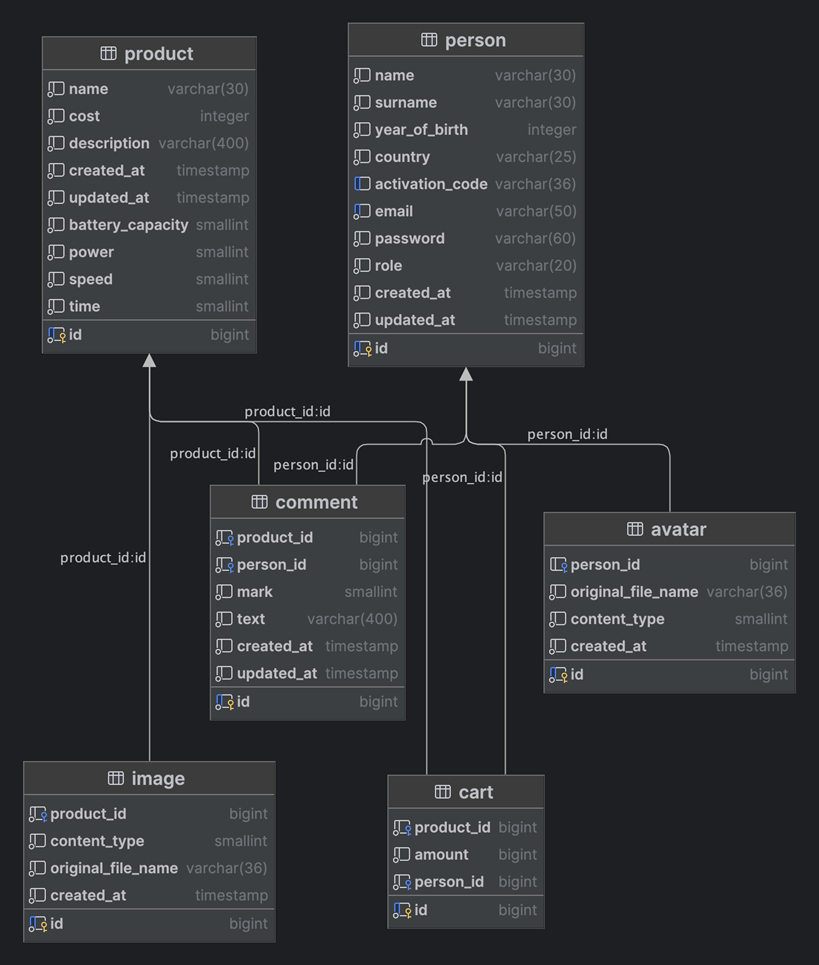 product
name varchar(30)
cost integer
description varchar(400)
created_at timestamp
updated_at timestamp
battery_capacity smallint
power smallint
speed smallint
time smallint
id bigint
person
name varchar(30)
surname varchar(30)
year_of_birth integer
country varchar(25)
activation_code varchar(36)
email varchar(50)
password varchar(60)
role varchar(20)
created_at timestamp
updated_at timestamp
id bigint
product_id:id
person_id:id
product_id:id
person_id:id
person_id:id
product_id:id
comment
product_id bigint
person_id bigint
mark smallint
text varchar(400)
created_at timestamp
updated_at timestamp
id bigint
avatar
person_id bigint
original_file_name varchar(36)
content_type smallint
created_at timestamp
id bigint
image
product_id bigint
content_type smallint
original_file_name varchar(36)
created_at timestamp
id bigint
cart
product_id bigint
amount bigint
person_id bigint
id bigint